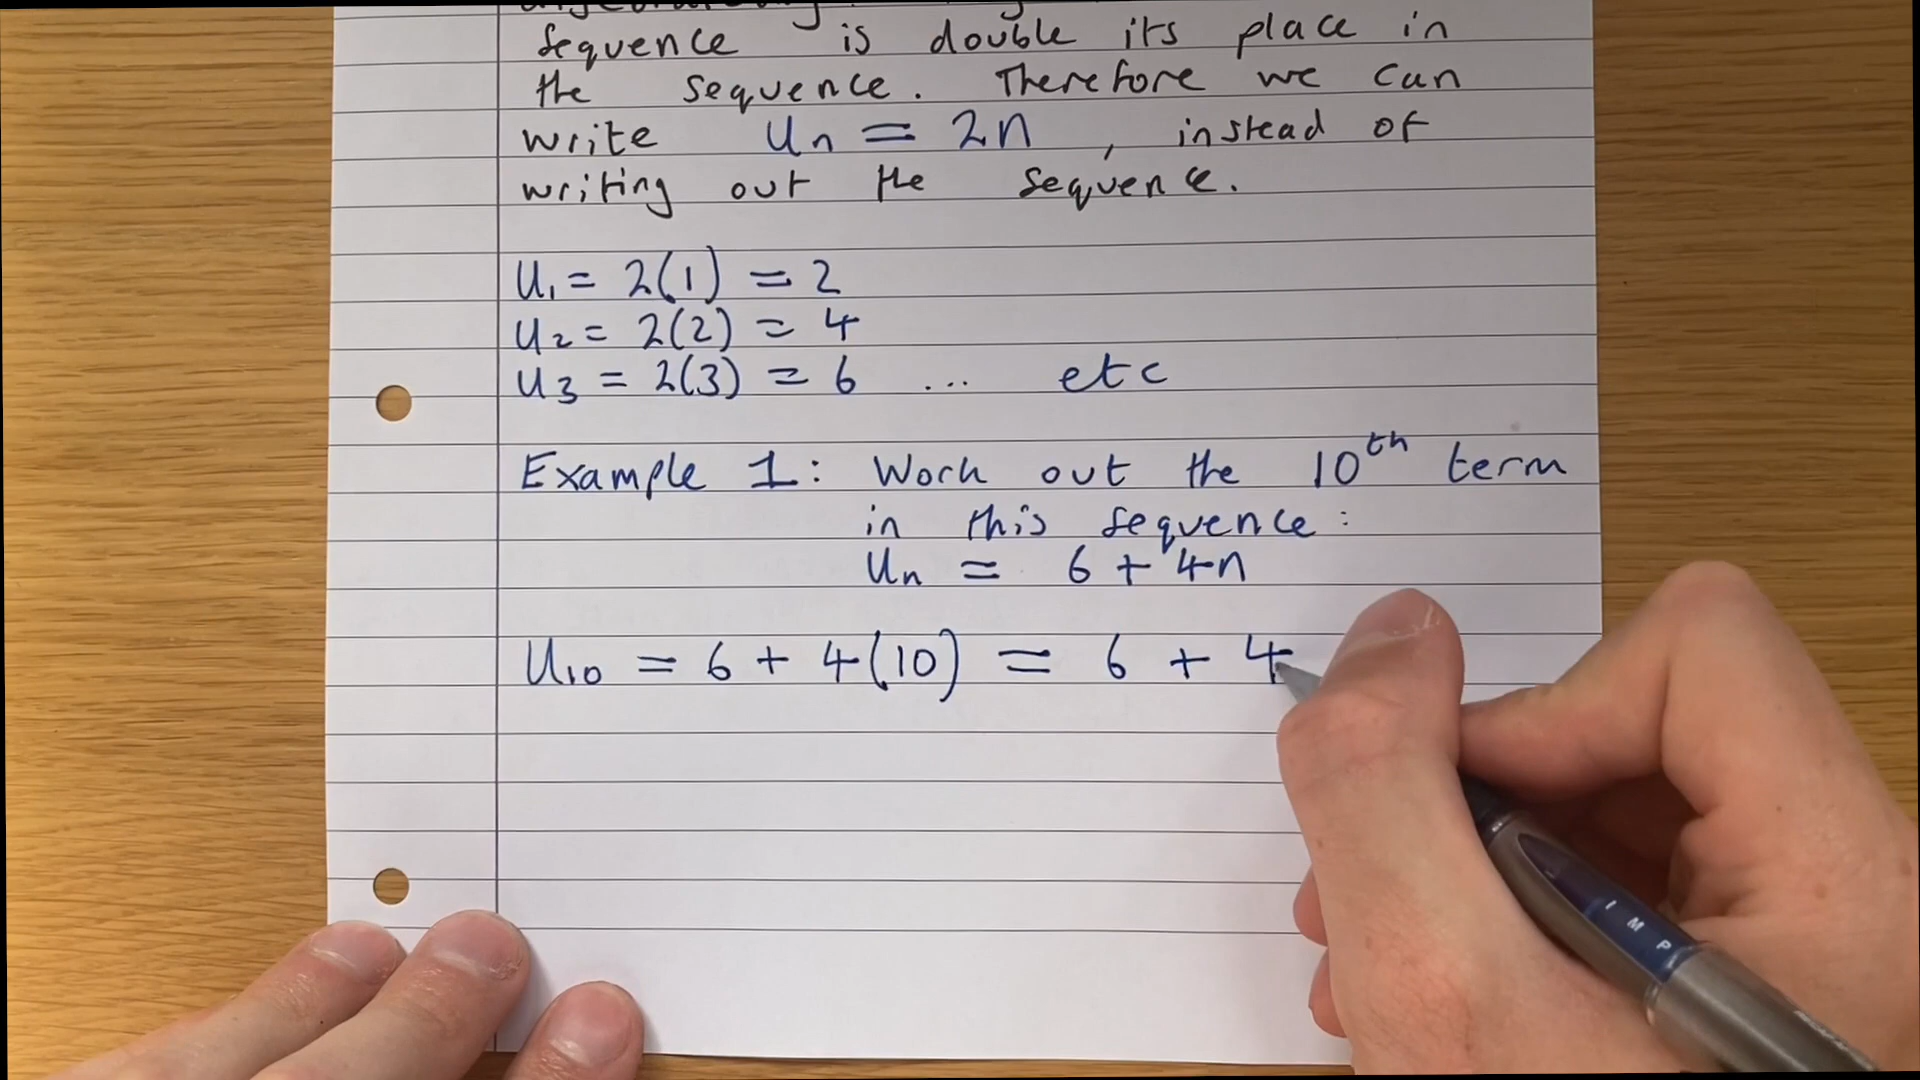 sequence is double its place in
the sequence. Therefore we can
write Uₙ = 2n , instead of
writing out the sequence.
U₁ = 2(1) = 2
U₂ = 2(2) = 4
U₃ = 2(3) = 6 ... etc
Example 1: Work out the 10ᵗʰ term
in this sequence:
Uₙ = 6 + 4n
U₁₀ = 6 + 4(10) = 6 + 4
IMP